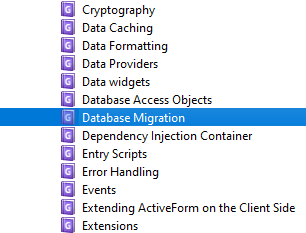 Cryptography
Data Caching
Data Formatting
Data Providers
Data widgets
Database Access Objects
Database Migration
Dependency Injection Container
Entry Scripts
Error Handling
Events
Extending ActiveForm on the Client Side
Extensions